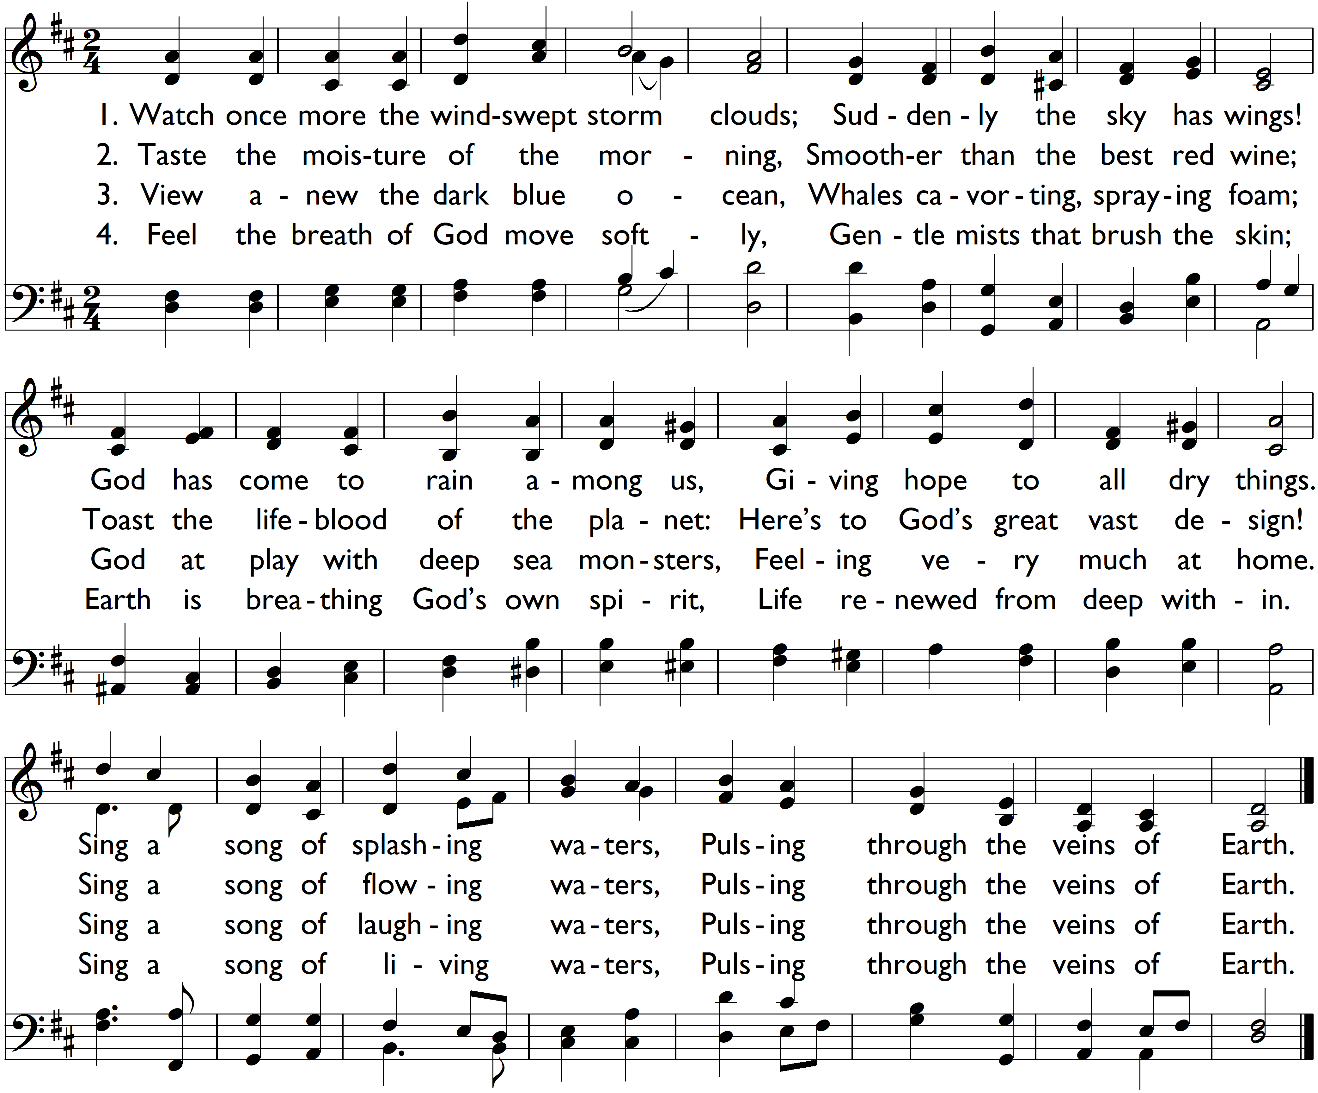 1. Watch once more the wind-swept storm clouds; Sud - den - ly the sky has wings!
2. Taste the mois-ture of the mor - ning, Smooth-er than the best red wine;
3. View a - new the dark blue o - cean, Whales ca - vor - ting, spray-ing foam;
4. Feel the breath of God move soft - ly, Gen - tle mists that brush the skin;
God has come to rain a - mong us, Gi - ving hope to all dry things.
Toast the life - blood of the pla - net: Here's to God's great vast de - sign!
God at play with deep sea mon - sters, Feel - ing ve - ry much at home.
Earth is brea - thing God's own spi - rit, Life re - newed from deep with - in.
Sing a song of splash - ing wa - ters, Puls - ing through the veins of Earth.
Sing a song of flow - ing wa - ters, Puls - ing through the veins of Earth.
Sing a song of laugh - ing wa - ters, Puls - ing through the veins of Earth.
Sing a song of li - ving wa - ters, Puls - ing through the veins of Earth.